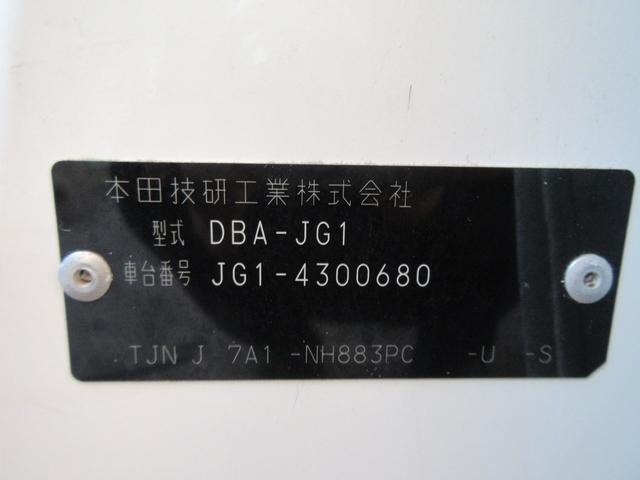 本田技研工業株式会社
型式 DBA-JG1
車台番号 JG1-4300680
TJN J 7A1 -NH883PC -U -S